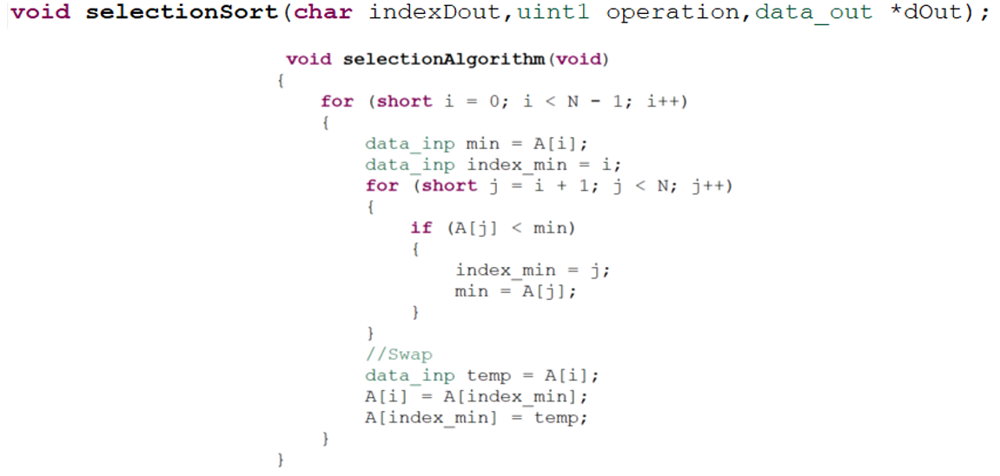 void selectionSort(char indexDout,uint1 operation,data_out *dOut);
void selectionAlgorithm(void)
{
for (short i = 0; i < N - 1; i++)
{
data_inp min = A[i];
data_inp index_min = i;
for (short j = i + 1; j < N; j++)
{
if (A[j] < min)
{
index_min = j;
min = A[j];
}
}
//Swap
data_inp temp = A[i];
A[i] = A[index_min];
A[index_min] = temp;
}
}